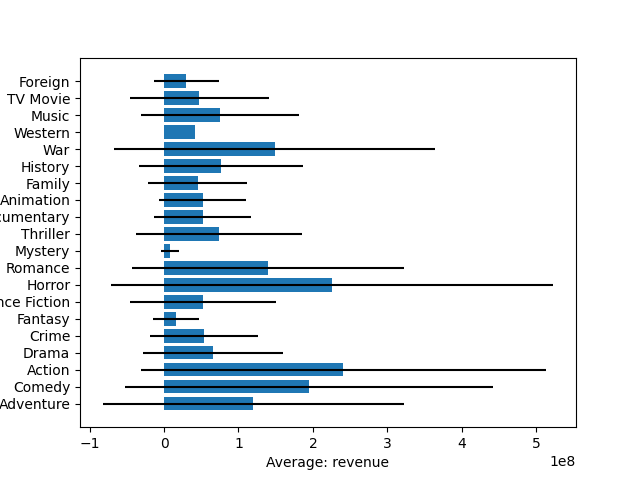 Foreign
TV Movie
Music
Western
War
History
Family
Animation
cumentary
Thriller
Mystery
Romance
Horror
nce Fiction
Fantasy
Crime
Drama
Action
Comedy
Adventure
−1 0 1 2 3 4 5
Average: revenue
1e8